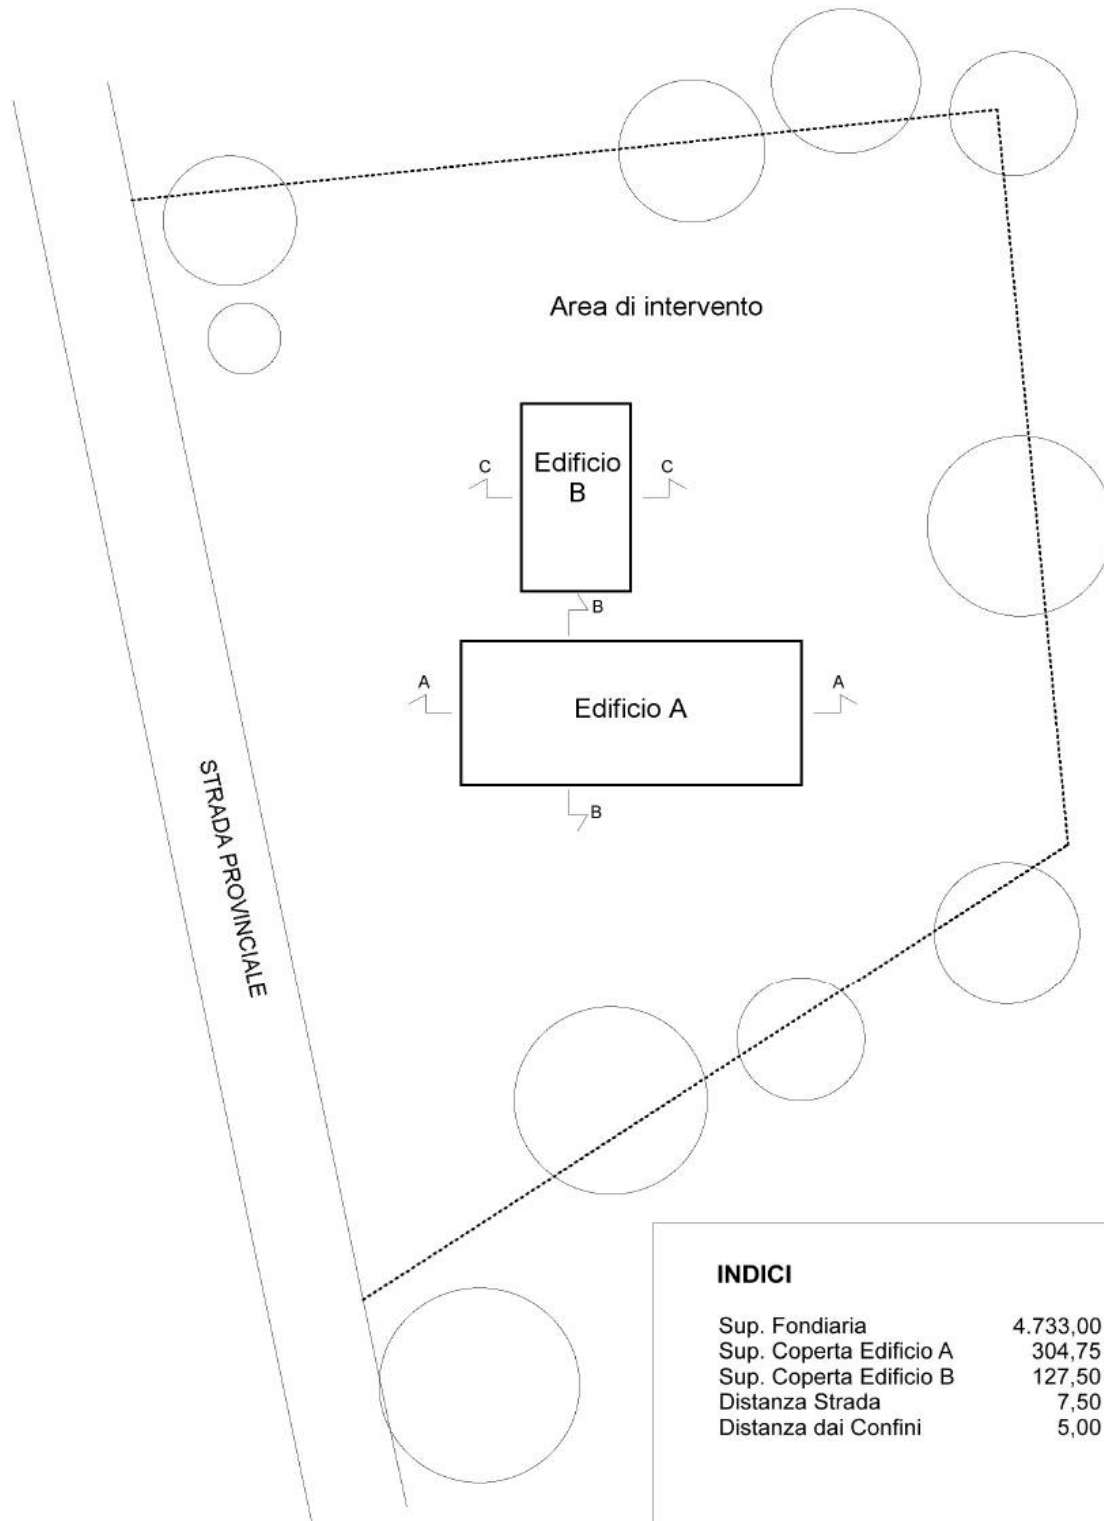 Area di intervento
Edificio
B
C
C
B
A
A
Edificio A
B
STRADA PROVINCIALE
INDICI
Sup. Fondiaria 4.733,00
Sup. Coperta Edificio A 304,75
Sup. Coperta Edificio B 127,50
Distanza Strada 7,50
Distanza dai Confini 5,00